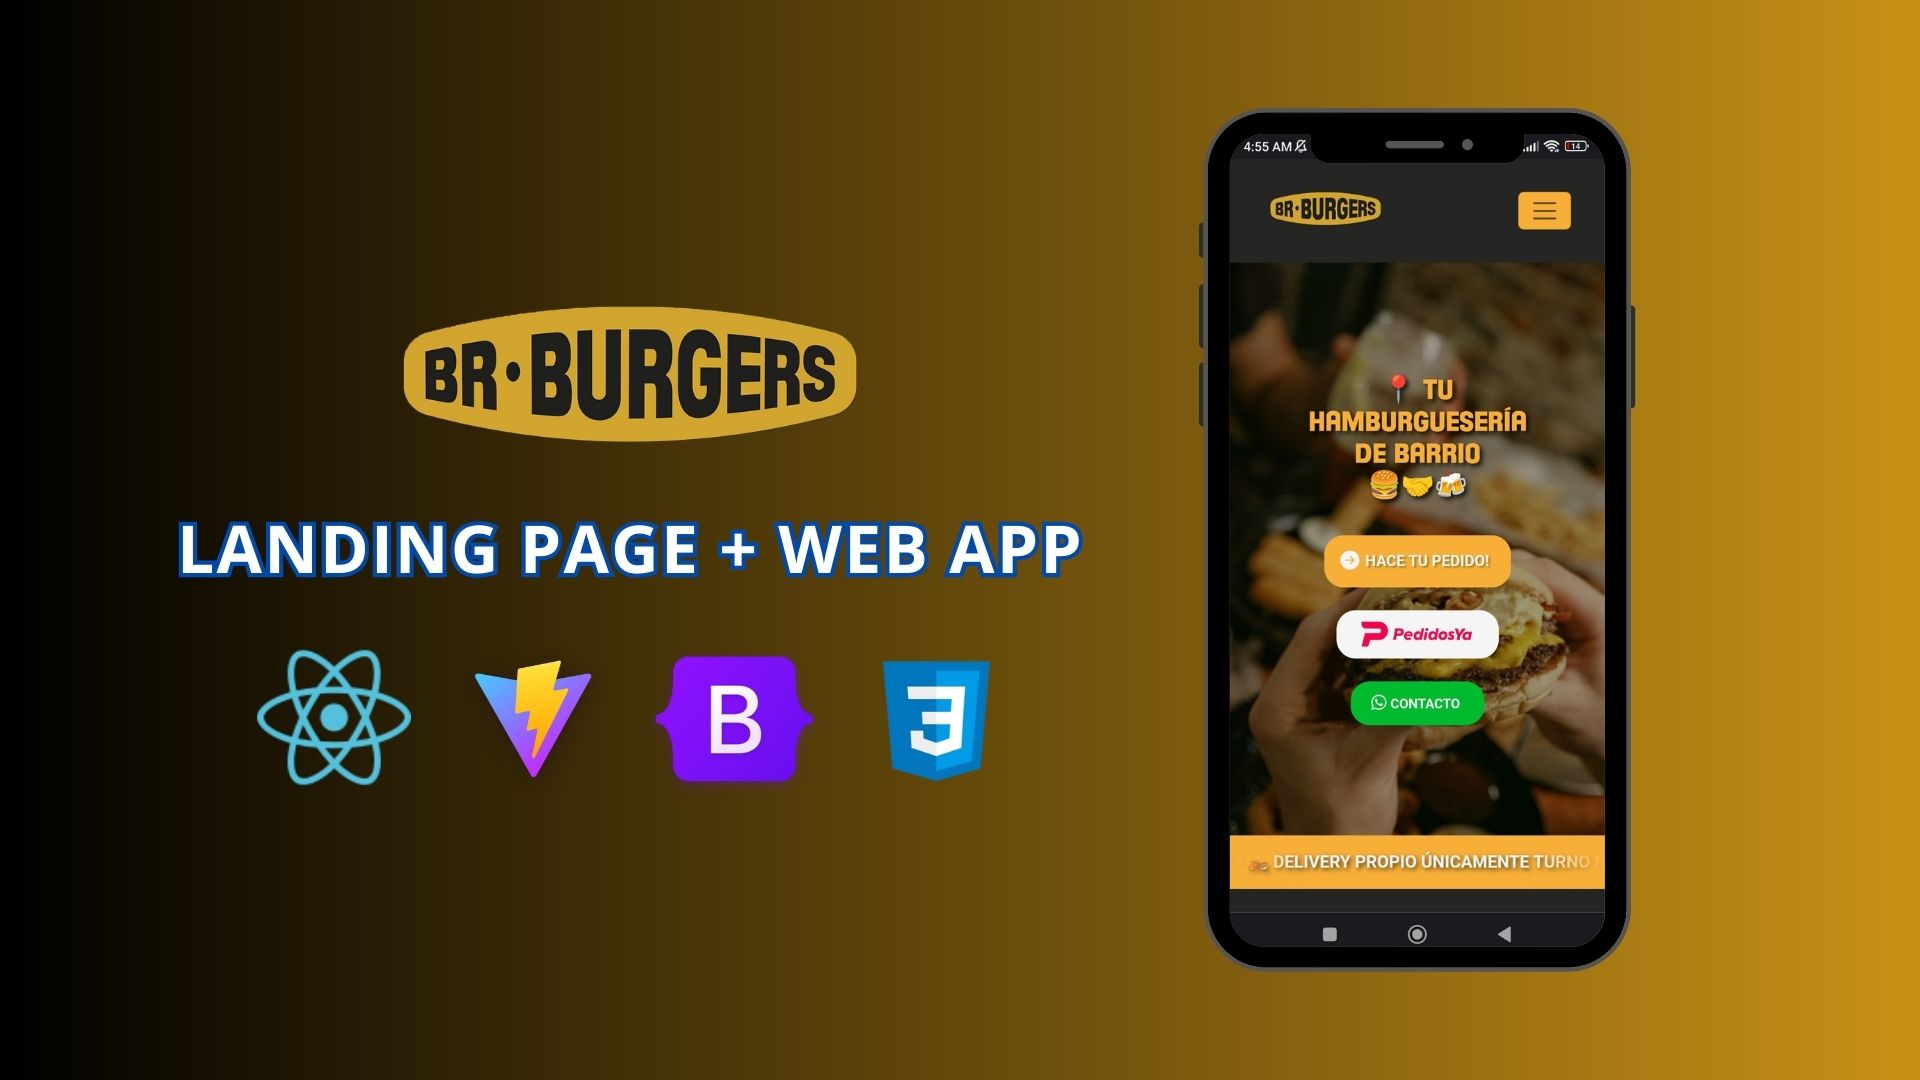 BR·BURGERS
LANDING PAGE + WEB APP
B
3
4:55 AM
14
BR·BURGERS
TU
HAMBURGUESERÍA
DE BARRIO
HACE TU PEDIDO!
PedidosYa
CONTACTO
DELIVERY PROPIO ÚNICAMENTE TURNO